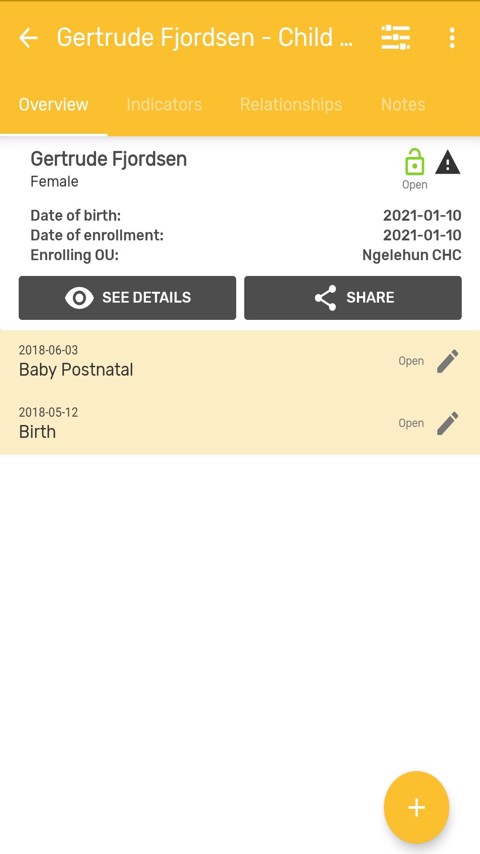 Gertrude Fjordsen - Child ...
Overview Indicators Relationships Notes
Gertrude Fjordsen
Female
Open
Date of birth: 2021-01-10
Date of enrollment: 2021-01-10
Enrolling OU: Ngelehun CHC
SEE DETAILS SHARE
2018-06-03
Baby Postnatal
Open
2018-05-12
Birth
Open